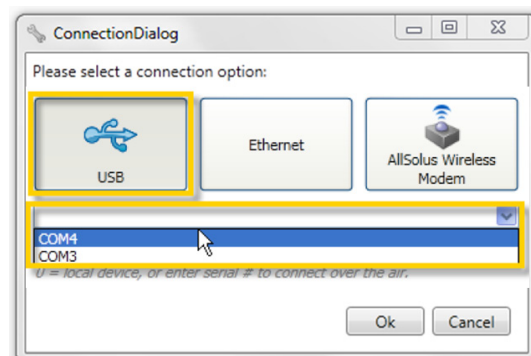 ConnectionDialog
Please select a connection option:
USB
Ethernet
AllSolus Wireless
Modem
COM4
COM3
0 = local device, or enter serial # to connect over the air.
Ok
Cancel